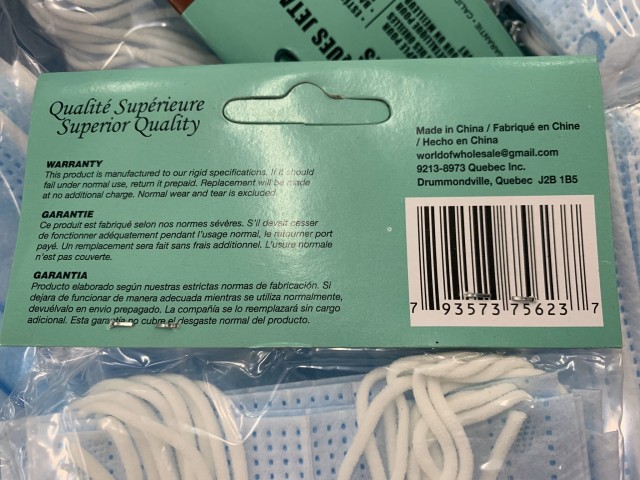 QUES JETA
GARANTIE: CALI
Qualité Supérieure
Superior Quality
WARRANTY
This product is manufactured to our rigid specifications. If it should
fail under normal use, return it prepaid. Replacement will be made
at no additional charge. Normal wear and tear is excluded.
GARANTIE
Ce produit est fabriqué selon nos normes sévères. S'il devait cesser
de fonctionner adéquatement pendant l'usage normal, le retourner port
payé. Un remplacement sera fait sans frais additionnel. L'usure normale
n'est pas couverte.
GARANTIA
Producto elaborado según nuestras estrictas normas de fabricación. Si
dejara de funcionar de manera adecuada mientras se utiliza normalmente,
devuélvalo en envio prepagado. La compañía se lo reemplazará sin cargo
adicional. Esta garantía no cubre el desgaste normal del producto.
Made in China / Fabriqué en Chine
/ Hecho en China
worldofwholesale@gmail.com
9213-8973 Quebec Inc.
Drummondville, Quebec J2B 1B5
7 93573 75623 7